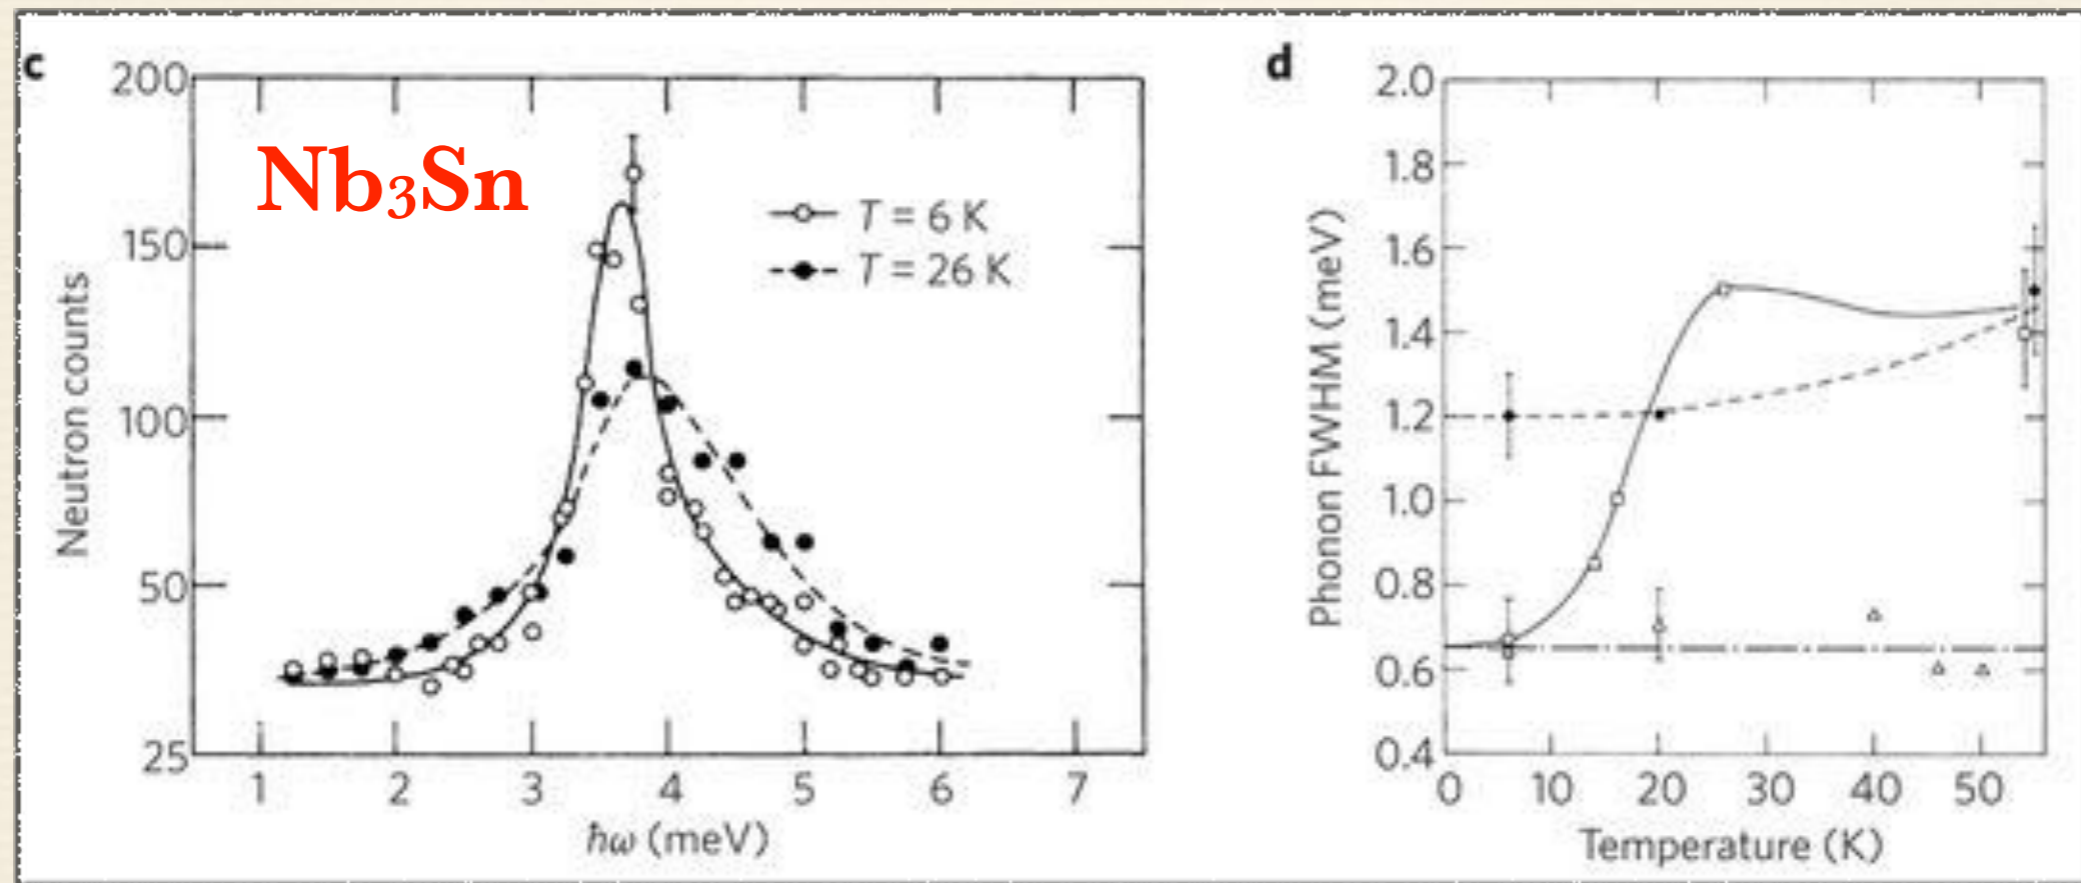 c
200
150
100
50
25
Neutron counts
Nb₃Sn
T = 6 K
T = 26 K
1 2 3 4 5 6 7
ħω (meV)
d
2.0
1.8
1.6
1.4
1.2
1.0
0.8
0.6
0.4
Phonon FWHM (meV)
0 10 20 30 40 50
Temperature (K)